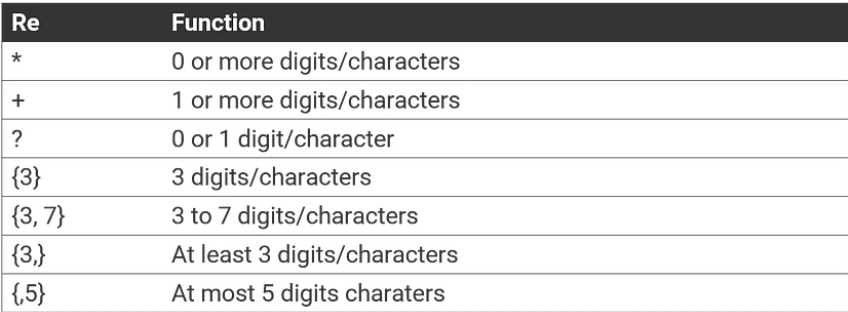 Re Function
* 0 or more digits/characters
+ 1 or more digits/characters
? 0 or 1 digit/character
{3} 3 digits/characters
{3, 7} 3 to 7 digits/characters
{3,} At least 3 digits/characters
{,5} At most 5 digits charaters